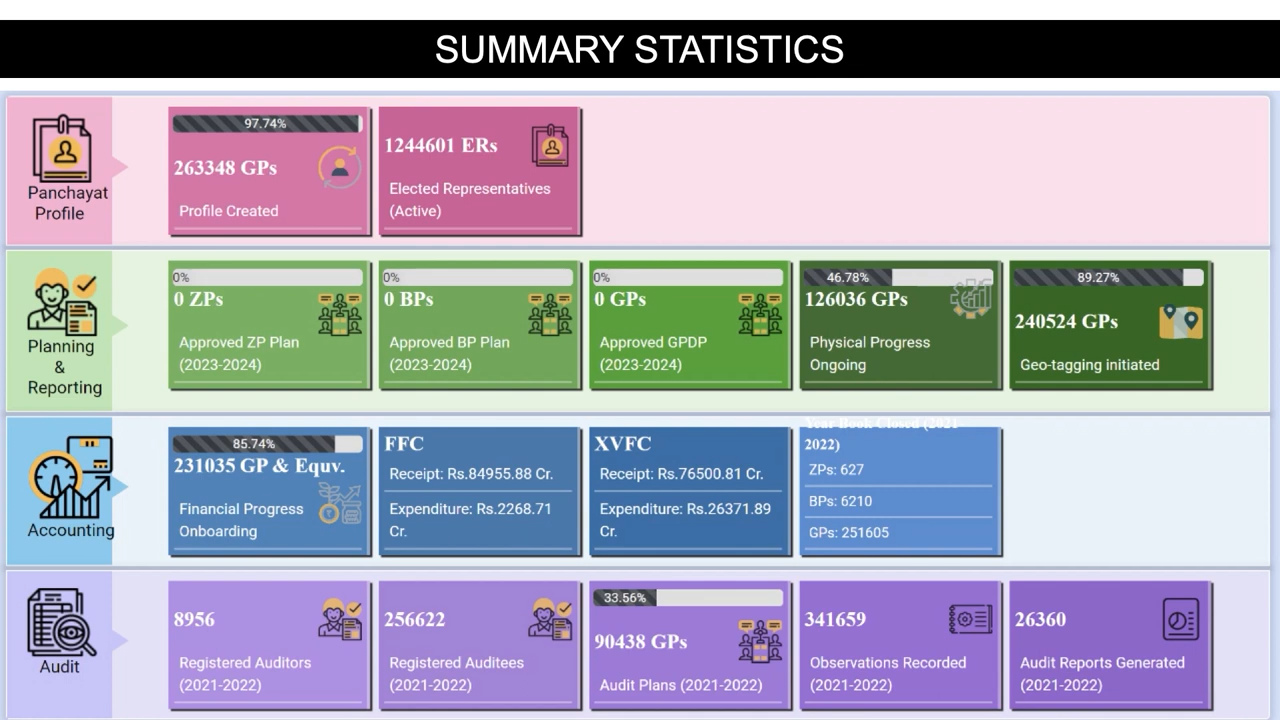 SUMMARY STATISTICS
Panchayat
Profile
97.74%
263348 GPs
Profile Created
1244601 ERs
Elected Representatives
(Active)
Planning
&
Reporting
0%
0 ZPs
Approved ZP Plan
(2023-2024)
0%
0 BPs
Approved BP Plan
(2023-2024)
0%
0 GPs
Approved GPDP
(2023-2024)
46.78%
126036 GPs
Physical Progress
Ongoing
89.27%
240524 GPs
Geo-tagging initiated
Accounting
85.74%
231035 GP & Equv.
Financial Progress
Onboarding
FFC
Receipt: Rs.84955.88 Cr.
Expenditure: Rs.2268.71
Cr.
XVFC
Receipt: Rs.76500.81 Cr.
Expenditure: Rs.26371.89
Cr.
Year Book Closed (2021-
2022)
ZPs: 627
BPs: 6210
GPs: 251605
Audit
8956
Registered Auditors
(2021-2022)
256622
Registered Auditees
(2021-2022)
33.56%
90438 GPs
Audit Plans (2021-2022)
341659
Observations Recorded
(2021-2022)
26360
Audit Reports Generated
(2021-2022)